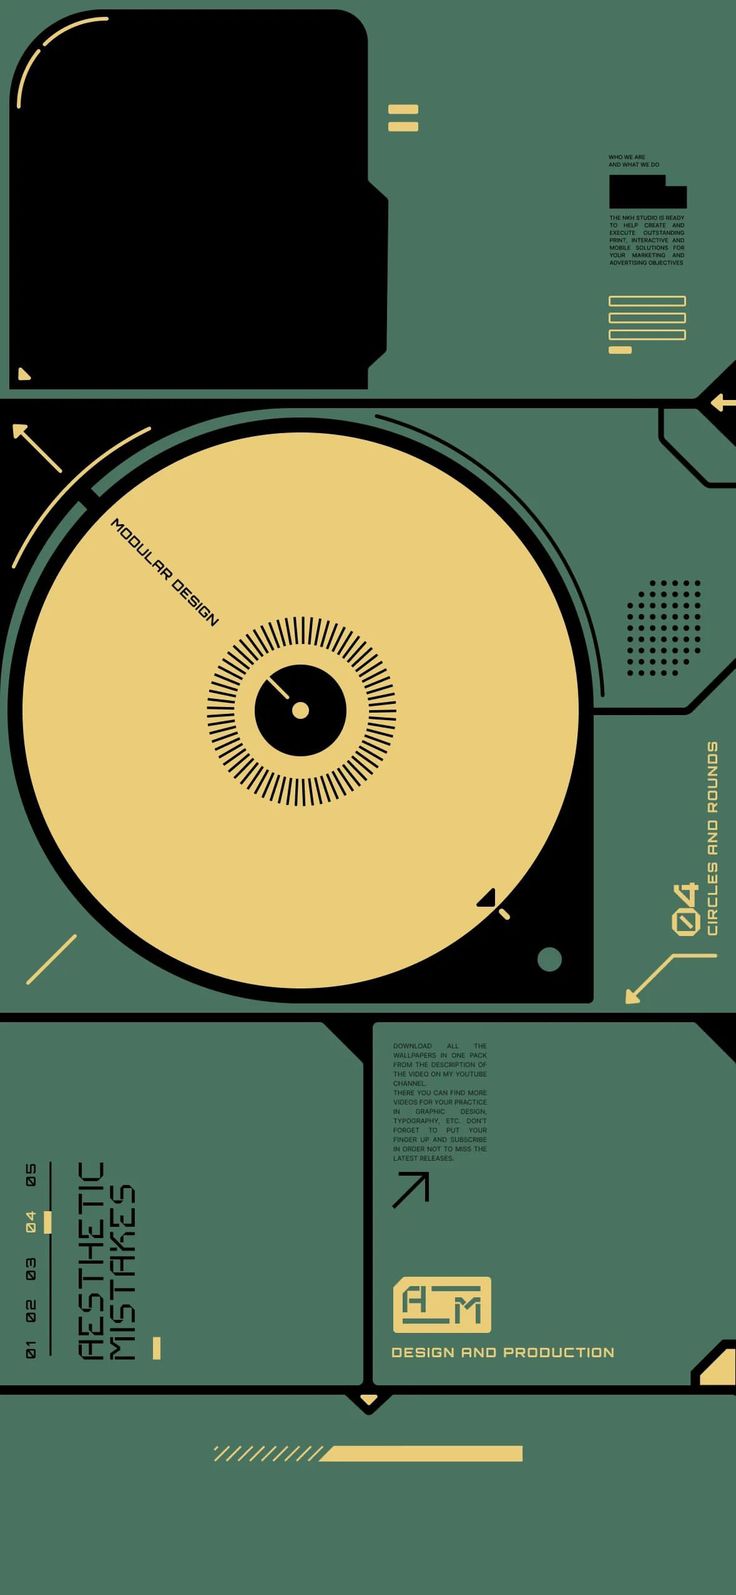 WHO WE ARE
AND WHAT WE DO
THE NKH STUDIO IS READY
TO HELP CREATE AND
EXECUTE OUTSTANDING
PRINT, INTERACTIVE AND
MOBILE SOLUTIONS FOR
YOUR MARKETING AND
ADVERTISING OBJECTIVES
MODULAR DESIGN
04
CIRCLES AND ROUNDS
DOWNLOAD ALL THE
WALLPAPERS IN ONE PACK
FROM THE DESCRIPTION OF
THE VIDEO ON MY YOUTUBE
CHANNEL.
THERE YOU CAN FIND MORE
VIDEOS FOR YOUR PRACTICE
IN GRAPHIC DESIGN,
TYPOGRAPHY, ETC. DON'T
FORGET TO PUT YOUR
FINGER UP AND SUBSCRIBE
IN ORDER NOT TO MISS THE
LATEST RELEASES.
01 02 03 04 05
AESTHETIC
MISTAKES
A M
DESIGN AND PRODUCTION